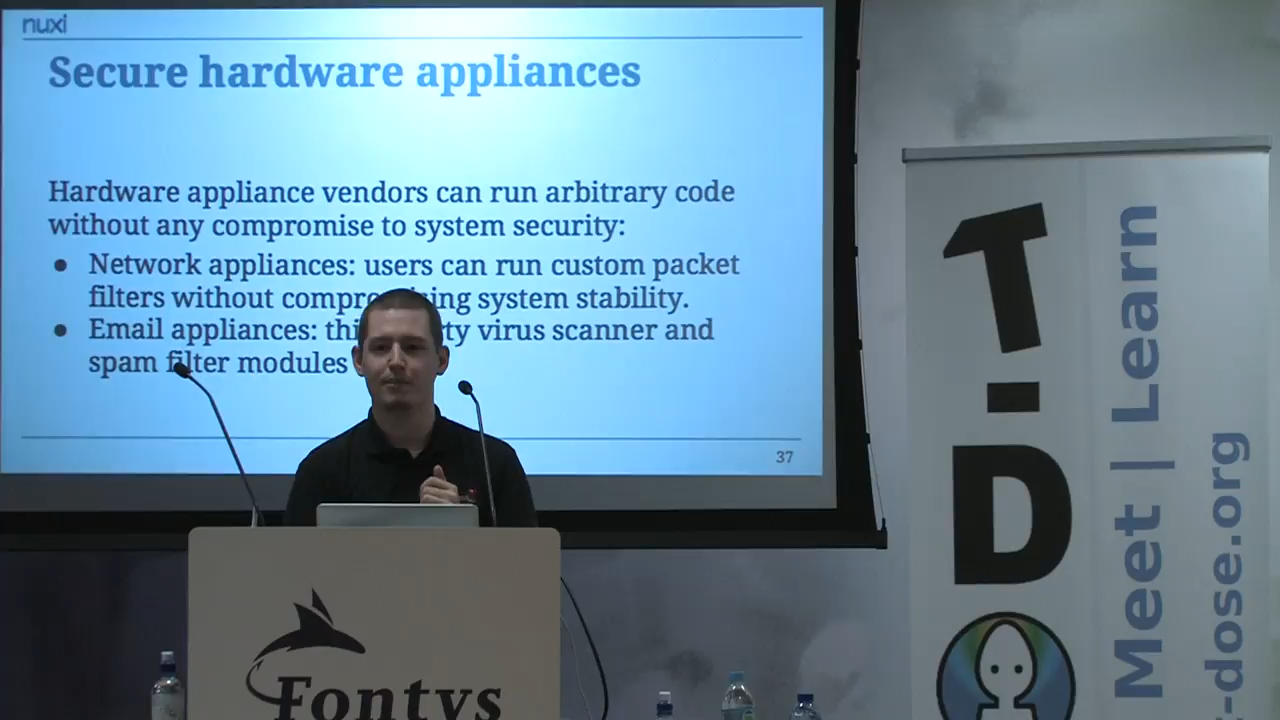 nuxi
Secure hardware appliances
Hardware appliance vendors can run arbitrary code
without any compromise to system security:
● Network appliances: users can run custom packet
filters without compromising system stability.
● Email appliances: third party virus scanner and
spam filter modules
37
Fontys
T-DO
Meet | Learn
-dose.org